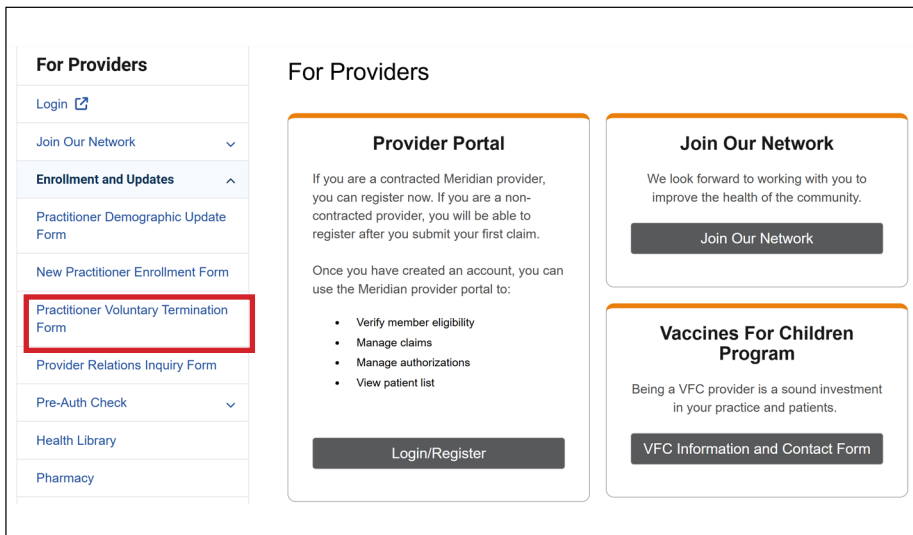 For Providers
Login
Join Our Network
Enrollment and Updates
Practitioner Demographic Update
Form
New Practitioner Enrollment Form
Practitioner Voluntary Termination
Form
Provider Relations Inquiry Form
Pre-Auth Check
Health Library
Pharmacy
For Providers
Provider Portal
If you are a contracted Meridian provider,
you can register now. If you are a non-
contracted provider, you will be able to
register after you submit your first claim.
Once you have created an account, you can
use the Meridian provider portal to:
• Verify member eligibility
• Manage claims
• Manage authorizations
• View patient list
Login/Register
Join Our Network
We look forward to working with you to
improve the health of the community.
Join Our Network
Vaccines For Children
Program
Being a VFC provider is a sound investment
in your practice and patients.
VFC Information and Contact Form